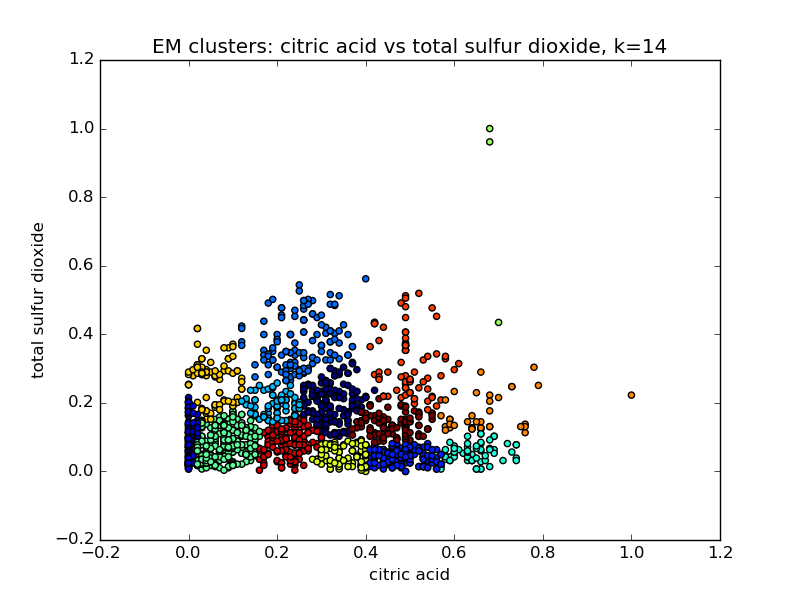 EM clusters: citric acid vs total sulfur dioxide, k=14
1.2
1.0
0.8
0.6
0.4
0.2
0.0
−0.2
total sulfur dioxide
−0.2 0.0 0.2 0.4 0.6 0.8 1.0 1.2
citric acid